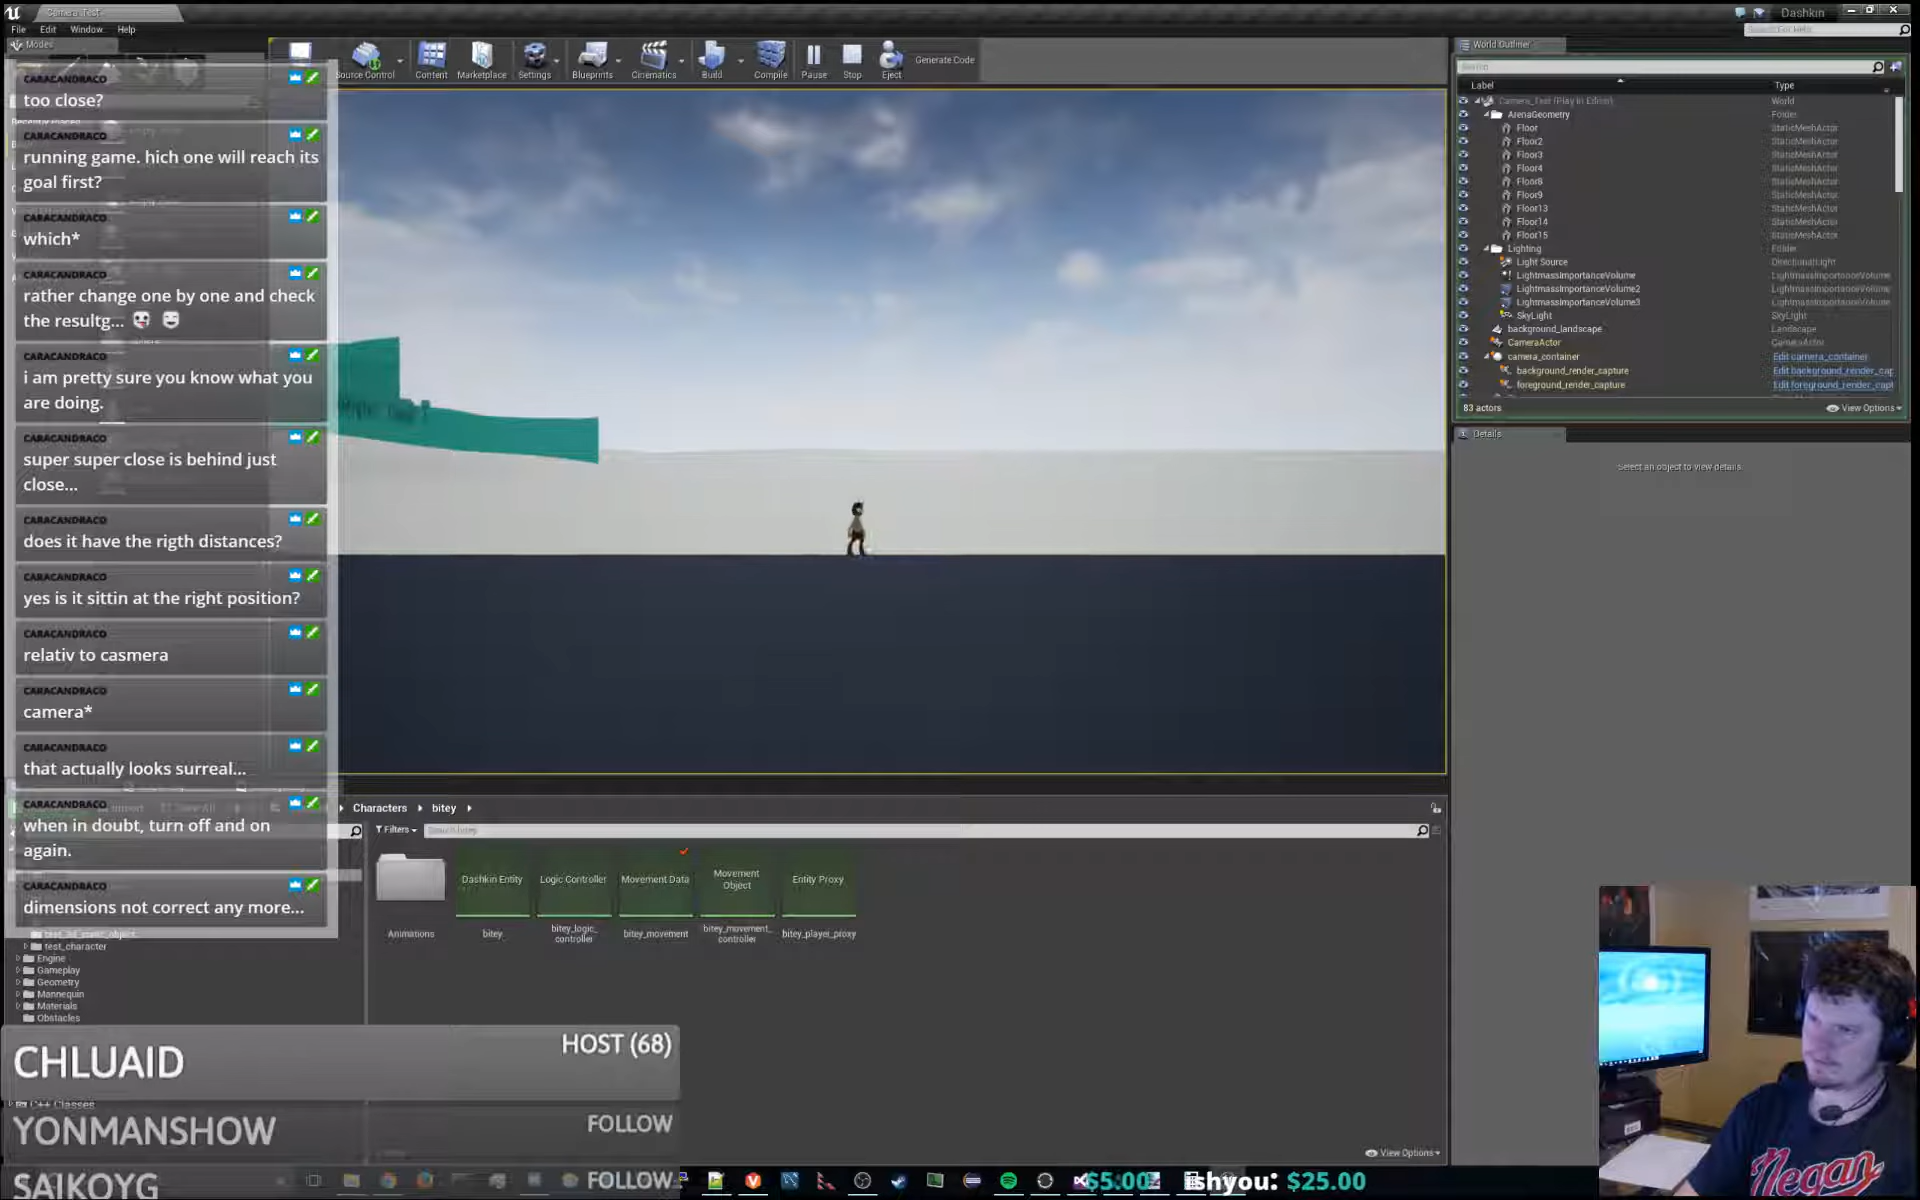 Camera_Test
Dashkin
File Edit Window Help
Modes
Source Control
Content
Marketplace
Settings
Blueprints
Cinematics
Build
Compile
Pause
Stop
Eject
Generate Code
World Outliner
Label
Type
Camera_Test (Play In Editor)
World
ArenaGeometry
Folder
Floor
StaticMeshActor
Floor2
StaticMeshActor
Floor3
StaticMeshActor
Floor4
StaticMeshActor
Floor8
StaticMeshActor
Floor9
StaticMeshActor
Floor13
StaticMeshActor
Floor14
StaticMeshActor
Floor15
StaticMeshActor
Lighting
Folder
Light Source
DirectionalLight
LightmassImportanceVolume
LightmassImportanceVolume
LightmassImportanceVolume2
LightmassImportanceVolume
LightmassImportanceVolume3
LightmassImportanceVolume
SkyLight
SkyLight
background_landscape
Landscape
CameraActor
CameraActor
camera_container
Edit camera_container
background_render_capture
Edit background_render_cap
foreground_render_capture
Edit foreground_render_capt
83 actors
View Options
Details
Select an object to view details.
CARACANDRACO
too close?
CARACANDRACO
running game. hich one will reach its
goal first?
CARACANDRACO
which*
CARACANDRACO
rather change one by one and check
the resultg...
CARACANDRACO
i am pretty sure you know what you
are doing.
CARACANDRACO
super super close is behind just
close...
CARACANDRACO
does it have the rigth distances?
CARACANDRACO
yes is it sittin at the right position?
CARACANDRACO
relativ to casmera
CARACANDRACO
camera*
CARACANDRACO
that actually looks surreal...
CARACANDRACO
when in doubt, turn off and on
again.
CARACANDRACO
dimensions not correct any more...
Characters
bitey
Filters
Dashkin Entity
Logic Controller
Movement Data
Movement
Object
Entity Proxy
Animations
bitey
bitey_logic_
controller
bitey_movement
bitey_movement_
controller
bitey_player_proxy
test_character
Engine
Gameplay
Geometry
Mannequin
Materials
Obstacles
C++ Classes
View Options
CHLUAID
HOST (68)
YONMANSHOW
FOLLOW
SAIKOYG
FOLLOW
$5.00
shyou: $25.00
Negan